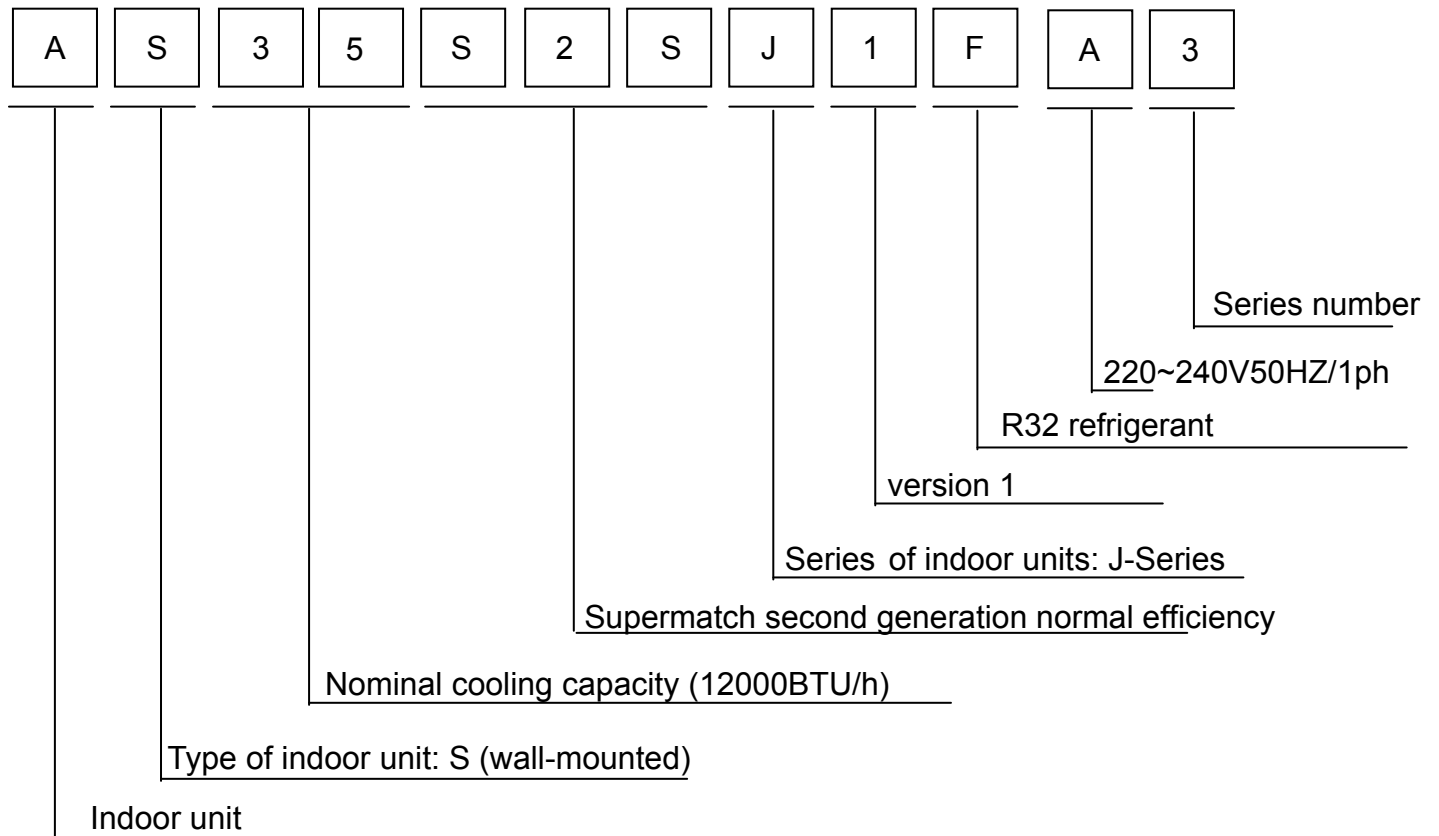 A S 3 5 S 2 S J 1 F A 3
Series number
220~240V50HZ/1ph
R32 refrigerant
version 1
Series of indoor units: J-Series
Supermatch second generation normal efficiency
Nominal cooling capacity (12000BTU/h)
Type of indoor unit: S (wall-mounted)
Indoor unit